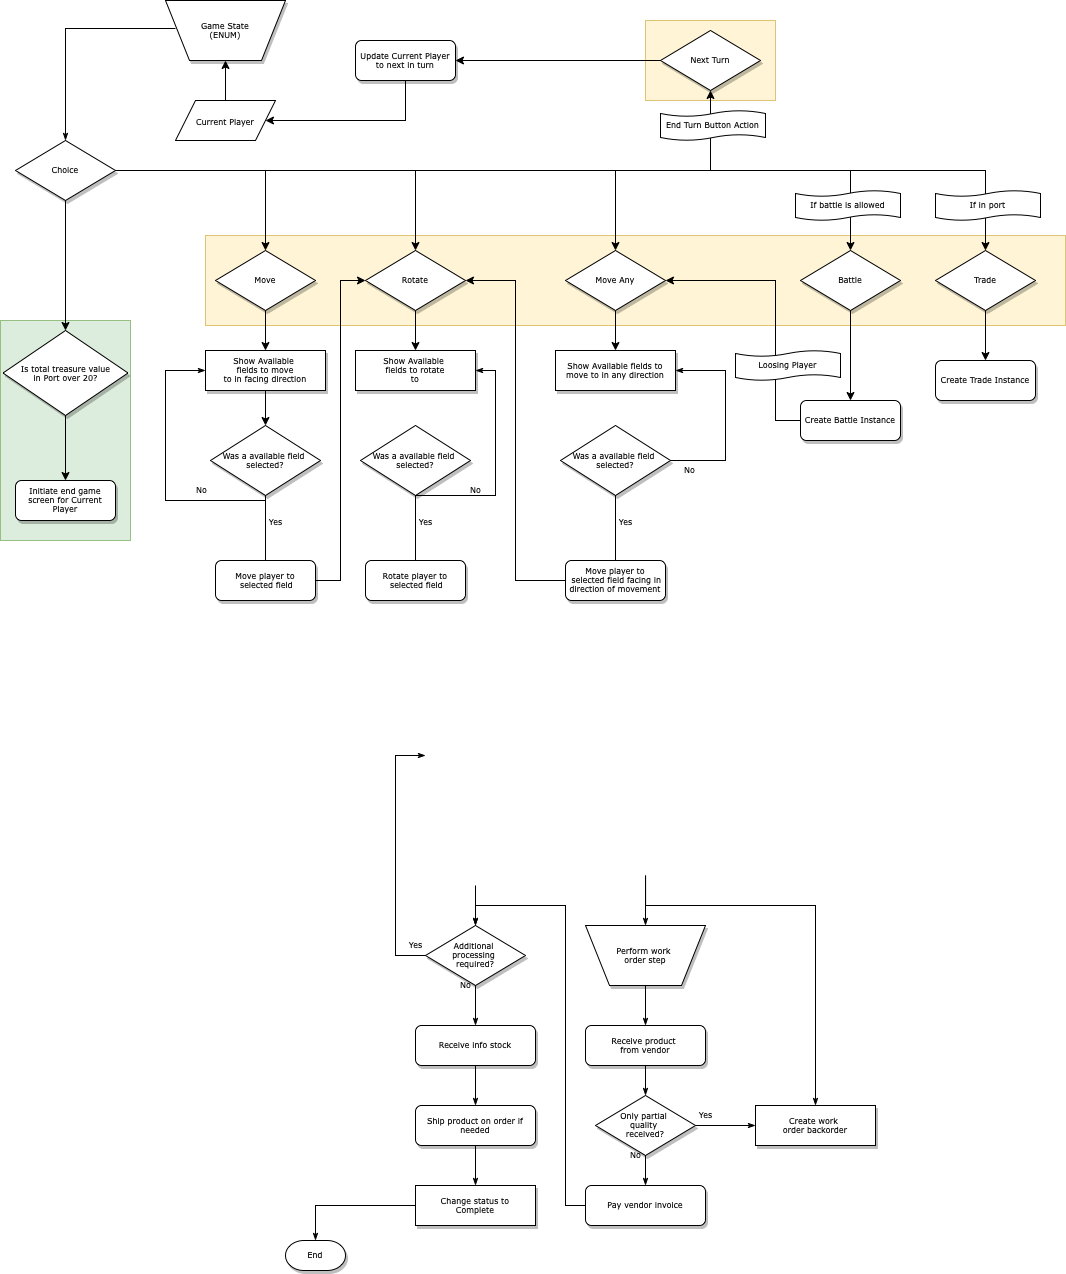 Game State
(ENUM)
Update Current Player
to next in turn
Next Turn
Current Player
End Turn Button Action
Choice
If battle is allowed
If in port
Move
Rotate
Move Any
Battle
Trade
Is total treasure value
in Port over 20?
Show Available
fields to move
to in facing direction
Show Available
fields to rotate
to
Show Available fields to
move to in any direction
Loosing Player
Create Trade Instance
Create Battle Instance
Was a available field
selected?
Was a available field
selected?
Was a available field
selected?
No
No
No
Initiate end game
screen for Current
Player
Yes
Yes
Yes
Move player to
selected field
Rotate player to
selected field
Move player to
selected field facing in
direction of movement
Yes
Additional
processing
required?
No
Perform work
order step
Receive info stock
Receive product
from vendor
Ship product on order if
needed
Only partial
quality
received?
Yes
No
Create work
order backorder
Change status to
Complete
Pay vendor invoice
End